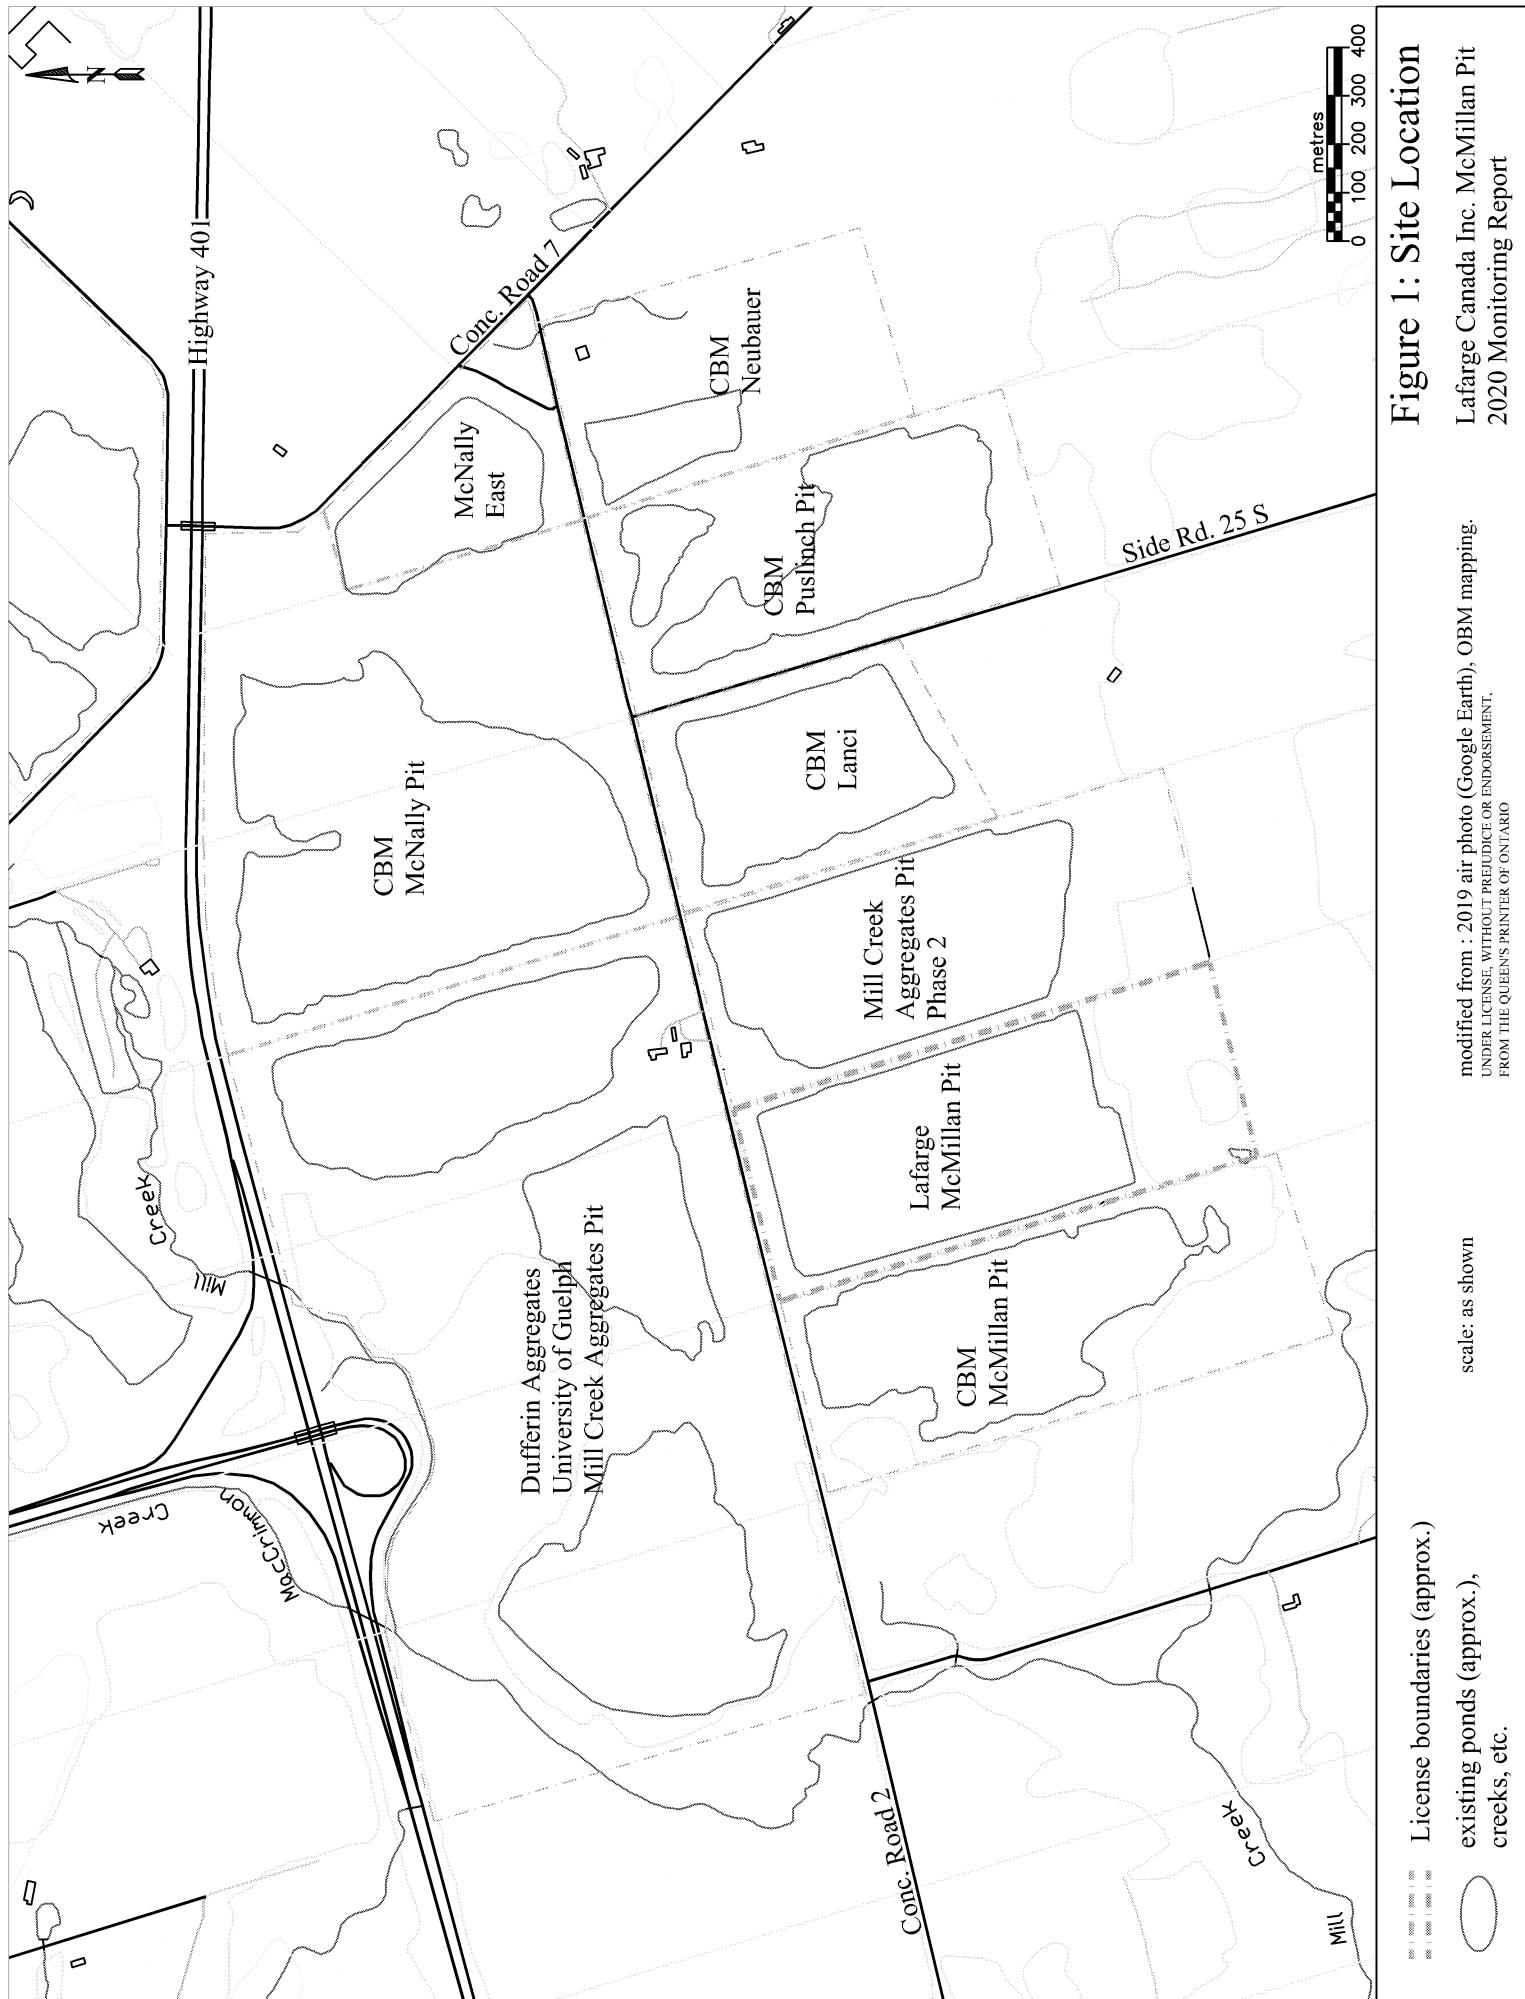 N
Highway 401
Conc. Road 7
McNally
East
CBM
Neubauer
CBM
Puslinch Pit
Side Rd. 25 S
CBM
McNally Pit
CBM
Lanci
Mill Creek
Aggregates Pit
Phase 2
Lafarge
McMillan Pit
CBM
McMillan Pit
Dufferin Aggregates
University of Guelph
Mill Creek Aggregates Pit
Mill
Creek
MacCrimmon
Creek
Conc. Road 2
Mill
Creek
metres
0 100 200 300 400
License boundaries (approx.)
existing ponds (approx.),
creeks, etc.
scale: as shown
modified from : 2019 air photo (Google Earth), OBM mapping.
UNDER LICENSE, WITHOUT PREJUDICE OR ENDORSEMENT,
FROM THE QUEEN'S PRINTER OF ONTARIO
Figure 1: Site Location
Lafarge Canada Inc. McMillan Pit
2020 Monitoring Report